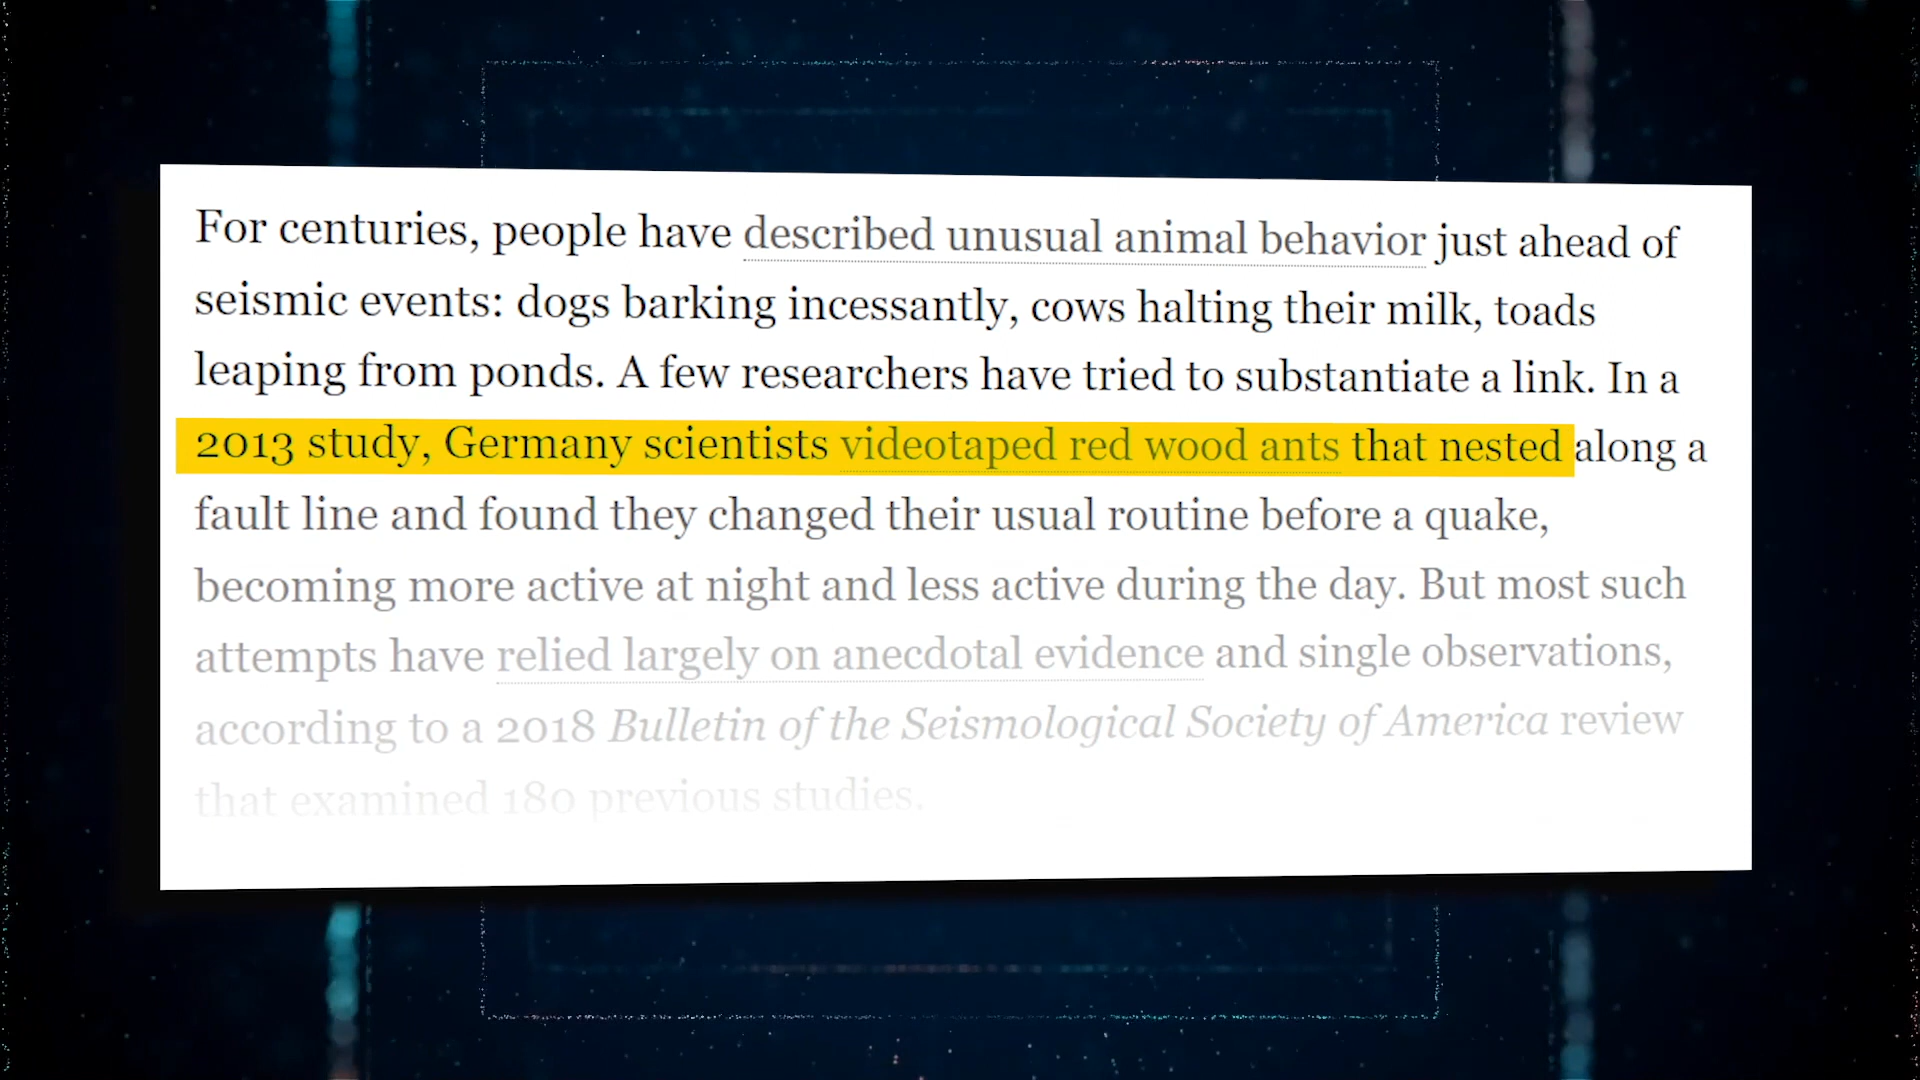 For centuries, people have described unusual animal behavior just ahead of
seismic events: dogs barking incessantly, cows halting their milk, toads
leaping from ponds. A few researchers have tried to substantiate a link. In a
2013 study, Germany scientists videotaped red wood ants that nested along a
fault line and found they changed their usual routine before a quake,
becoming more active at night and less active during the day. But most such
attempts have relied largely on anecdotal evidence and single observations,
according to a 2018 Bulletin of the Seismological Society of America review
that examined 180 previous studies.